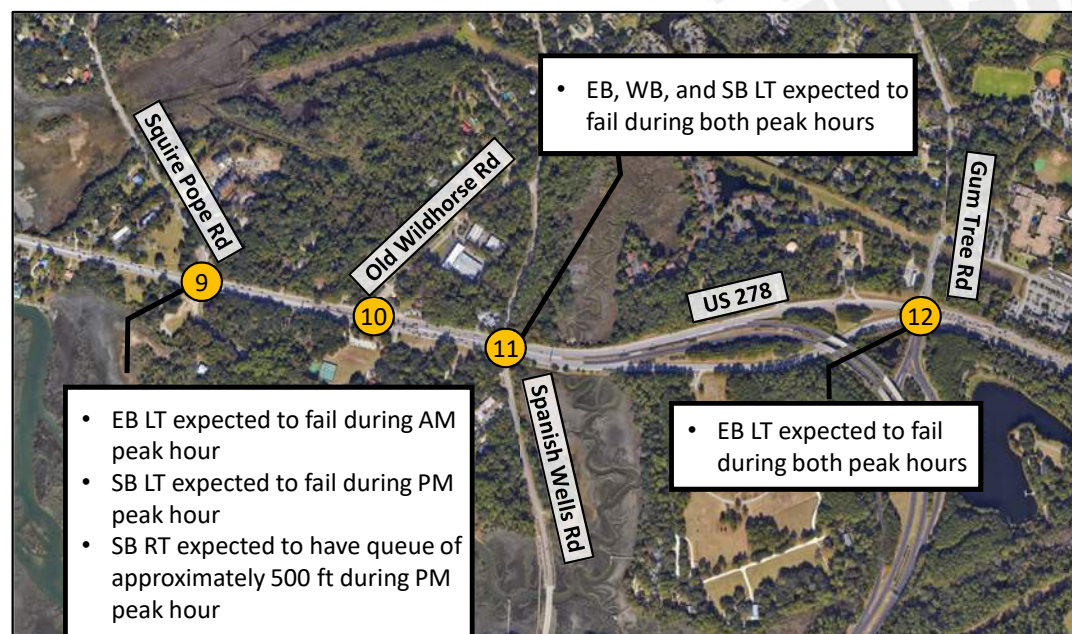 • EB, WB, and SB LT expected to
fail during both peak hours
Squire Pope Rd
Old Wildhorse Rd
Gum Tree Rd
US 278
9
10
11
12
Spanish Wells Rd
• EB LT expected to fail during AM
peak hour
• SB LT expected to fail during PM
peak hour
• SB RT expected to have queue of
approximately 500 ft during PM
peak hour
• EB LT expected to fail
during both peak hours